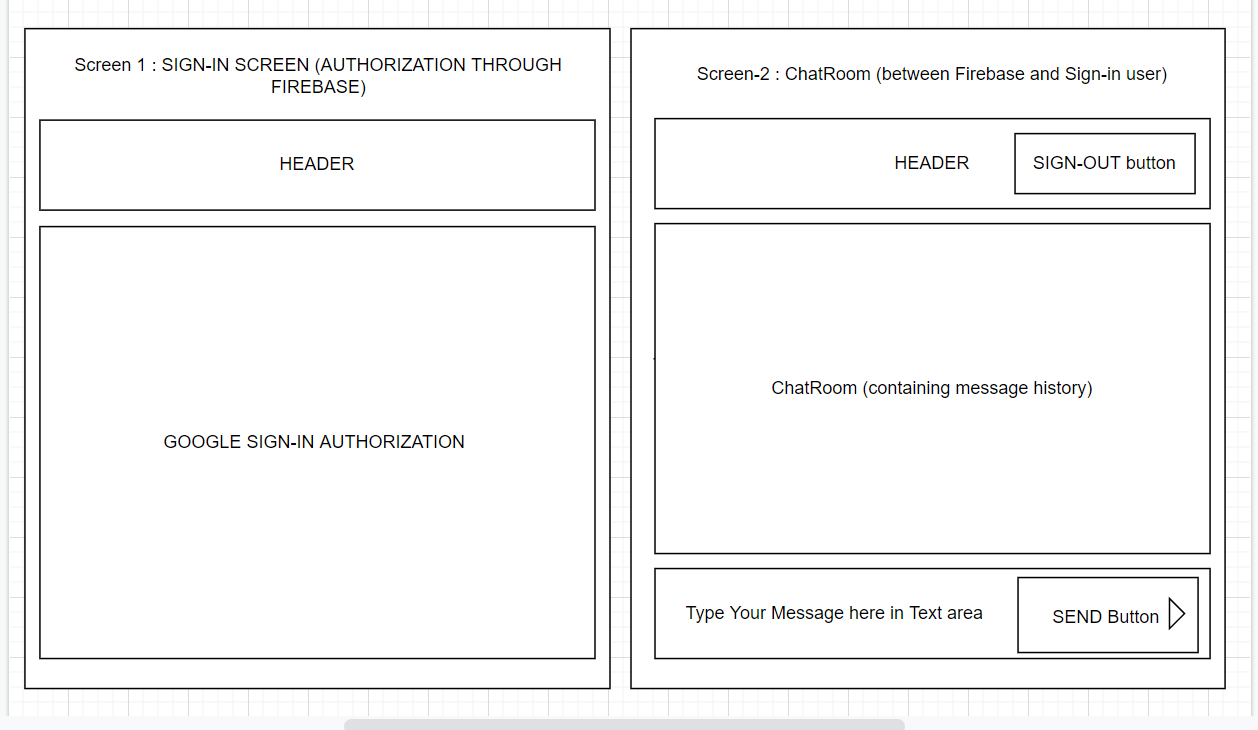 Screen 1 : SIGN-IN SCREEN (AUTHORIZATION THROUGH
FIREBASE)
HEADER
GOOGLE SIGN-IN AUTHORIZATION
Screen-2 : ChatRoom (between Firebase and Sign-in user)
HEADER
SIGN-OUT button
ChatRoom (containing message history)
Type Your Message here in Text area
SEND Button